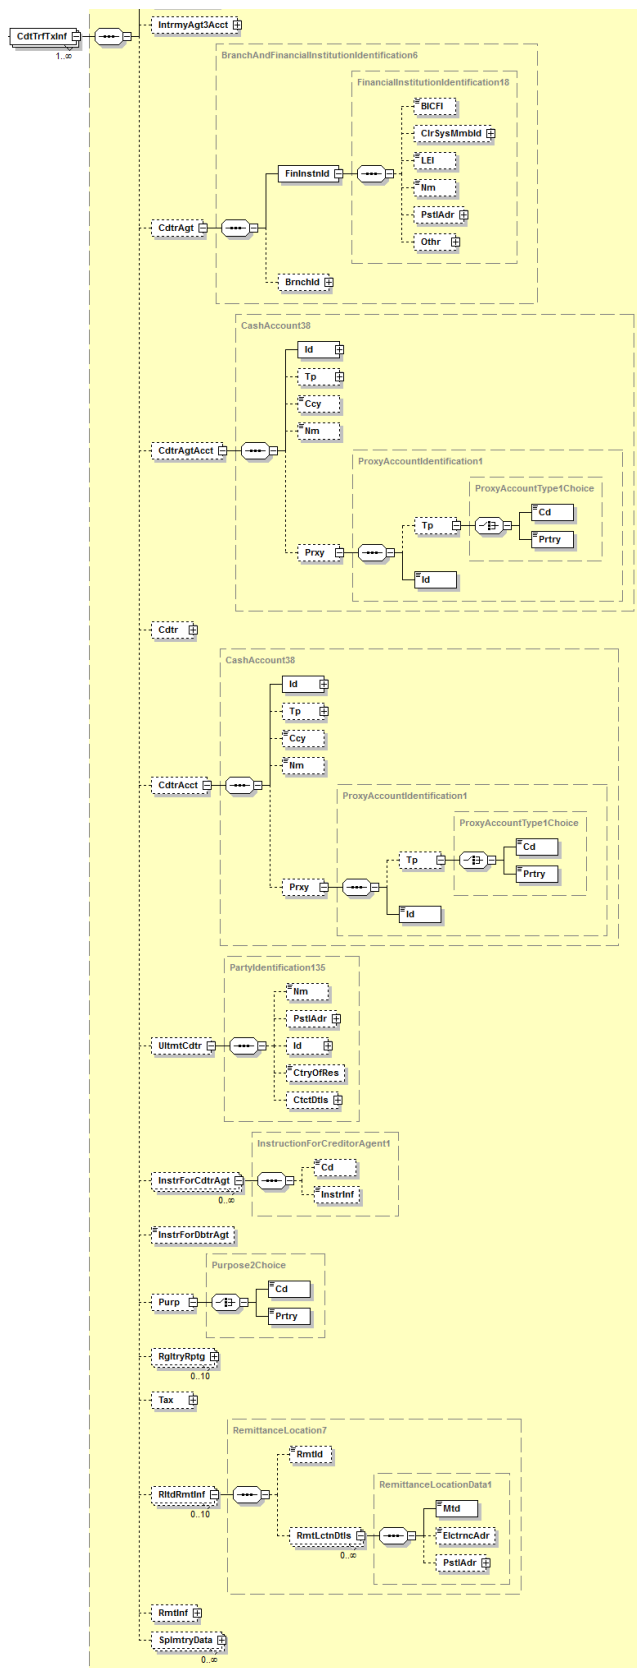 IntrmyAgt3Acct
CdtTrfTxInf
1..∞
BranchAndFinancialInstitutionIdentification6
FinancialInstitutionIdentification18
BICFI
ClrSysMmbId
LEI
FinInstnId
Nm
PstlAdr
CdtrAgt
Othr
BrnchId
CashAccount38
Id
Tp
Ccy
Nm
CdtrAgtAcct
ProxyAccountIdentification1
ProxyAccountType1Choice
Cd
Tp
Prtry
Prxy
Id
Cdtr
CashAccount38
Id
Tp
Ccy
Nm
CdtrAcct
ProxyAccountIdentification1
ProxyAccountType1Choice
Cd
Tp
Prtry
Prxy
Id
PartyIdentification135
Nm
PstlAdr
UltmtCdtr
Id
CtryOfRes
CtctDtls
InstructionForCreditorAgent1
Cd
InstrForCdtrAgt
InstrInf
0..∞
InstrForDbtrAgt
Purpose2Choice
Cd
Purp
Prtry
RgltryRptg
0..10
Tax
RemittanceLocation7
RmtId
RemittanceLocationData1
RltdRmtInf
Mtd
0..10
RmtLctnDtls
ElctrncAdr
0..∞
PstlAdr
RmtInf
SplmtryData
0..∞